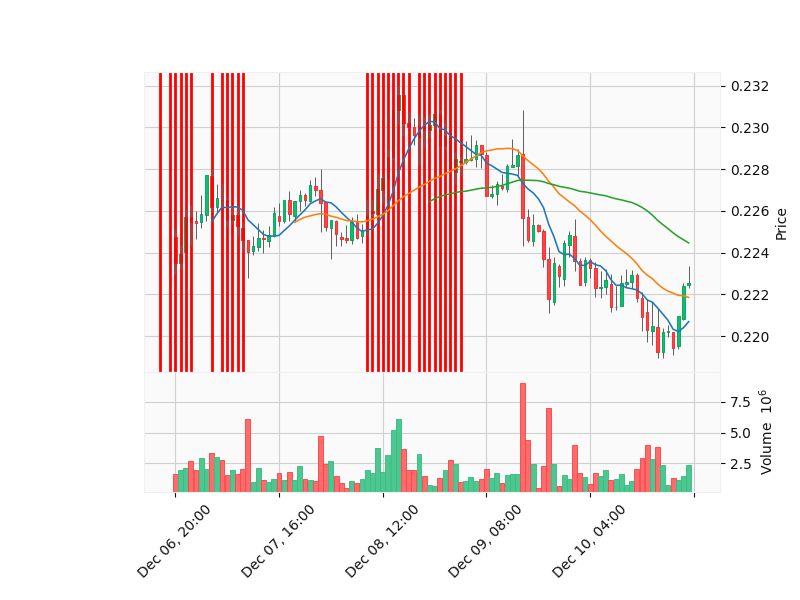 0.232
0.230
0.228
0.226
0.224
0.222
0.220
Price
7.5
5.0
2.5
Volume 10^6
Dec 06, 20:00
Dec 07, 16:00
Dec 08, 12:00
Dec 09, 08:00
Dec 10, 04:00